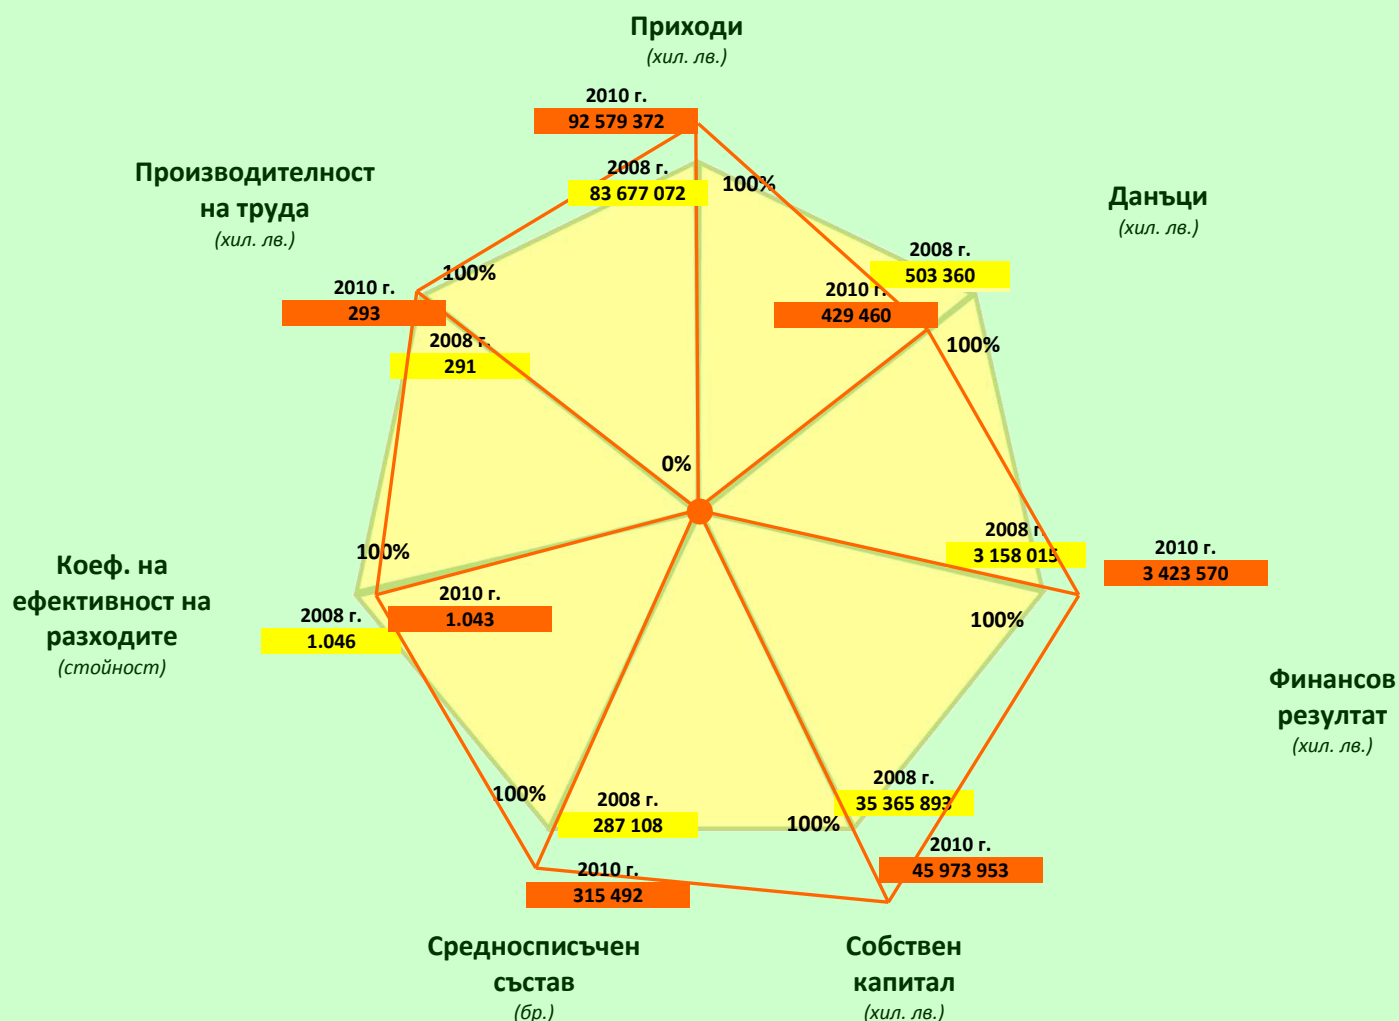 Приходи
(хил. лв.)
2010 г.
92 579 372
2008 г.
83 677 072
100%
Данъци
(хил. лв.)
2008 г.
503 360
2010 г.
429 460
100%
Производителност
на труда
(хил. лв.)
100%
2010 г.
293
2008 г.
291
0%
2008 г.
3 158 015
2010 г.
3 423 570
100%
Финансов
резултат
(хил. лв.)
100%
Коеф. на
ефективност на
разходите
(стойност)
2010 г.
1.043
2008 г.
1.046
100%
2008 г.
287 108
2010 г.
315 492
Средносписъчен
състав
(бр.)
2008 г.
35 365 893
100%
2010 г.
45 973 953
Собствен
капитал
(хил. лв.)